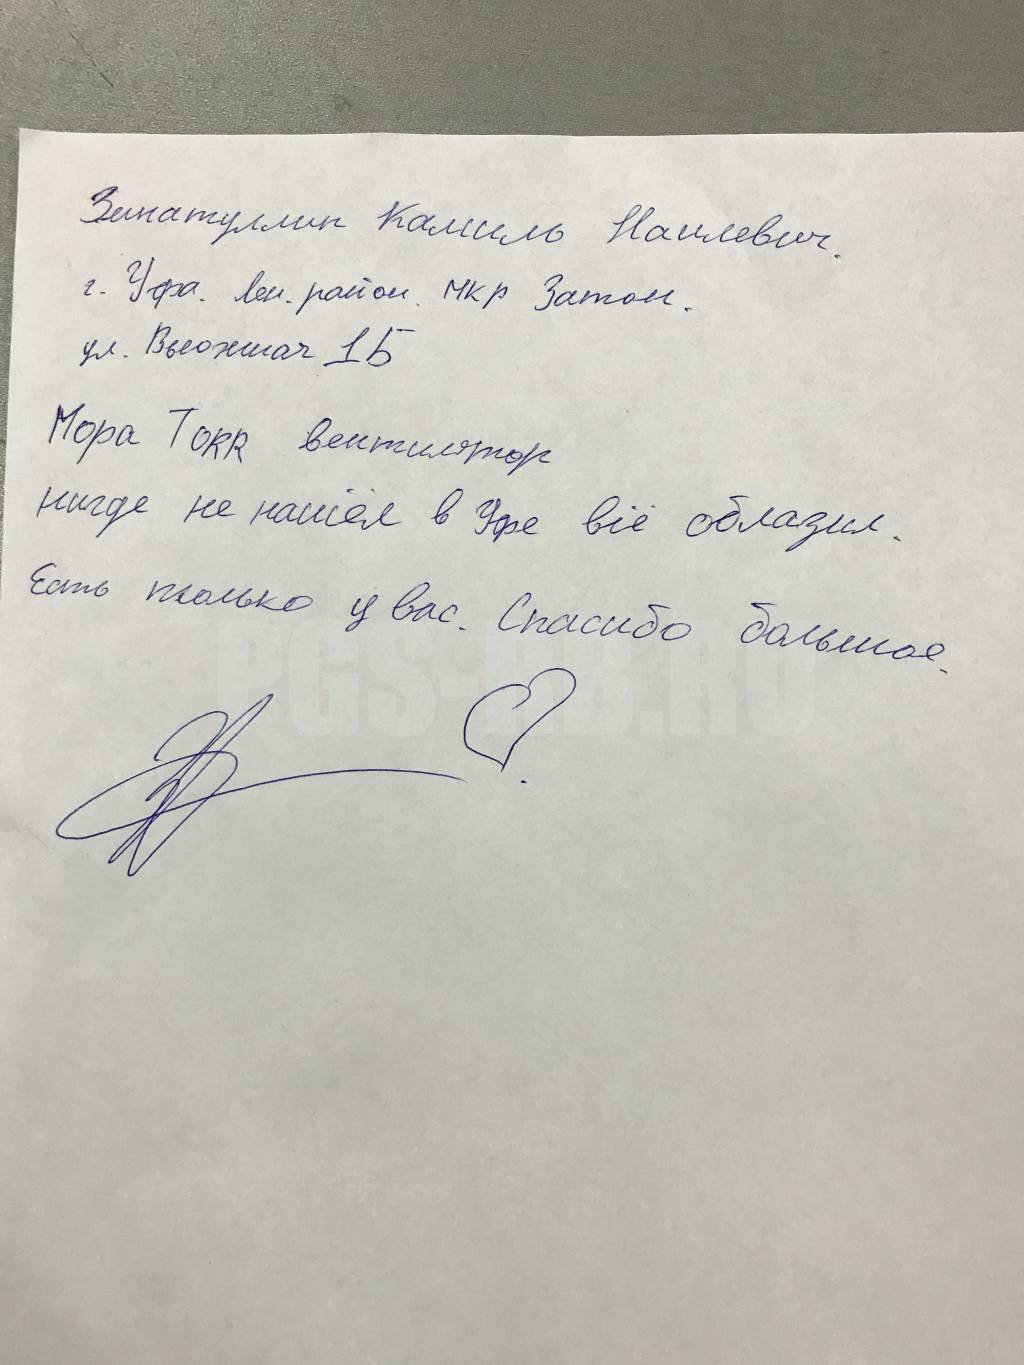 Зинатуллин Камиль Наилевич.
г. Уфа. Лен. район. мкр Затон.
ул. Вьюжная 1Б
Мора Torr вентилятор
нигде не нашёл в Уфе всё облазил.
Есть только у вас. Спасибо большое.
PGS-RB.RU